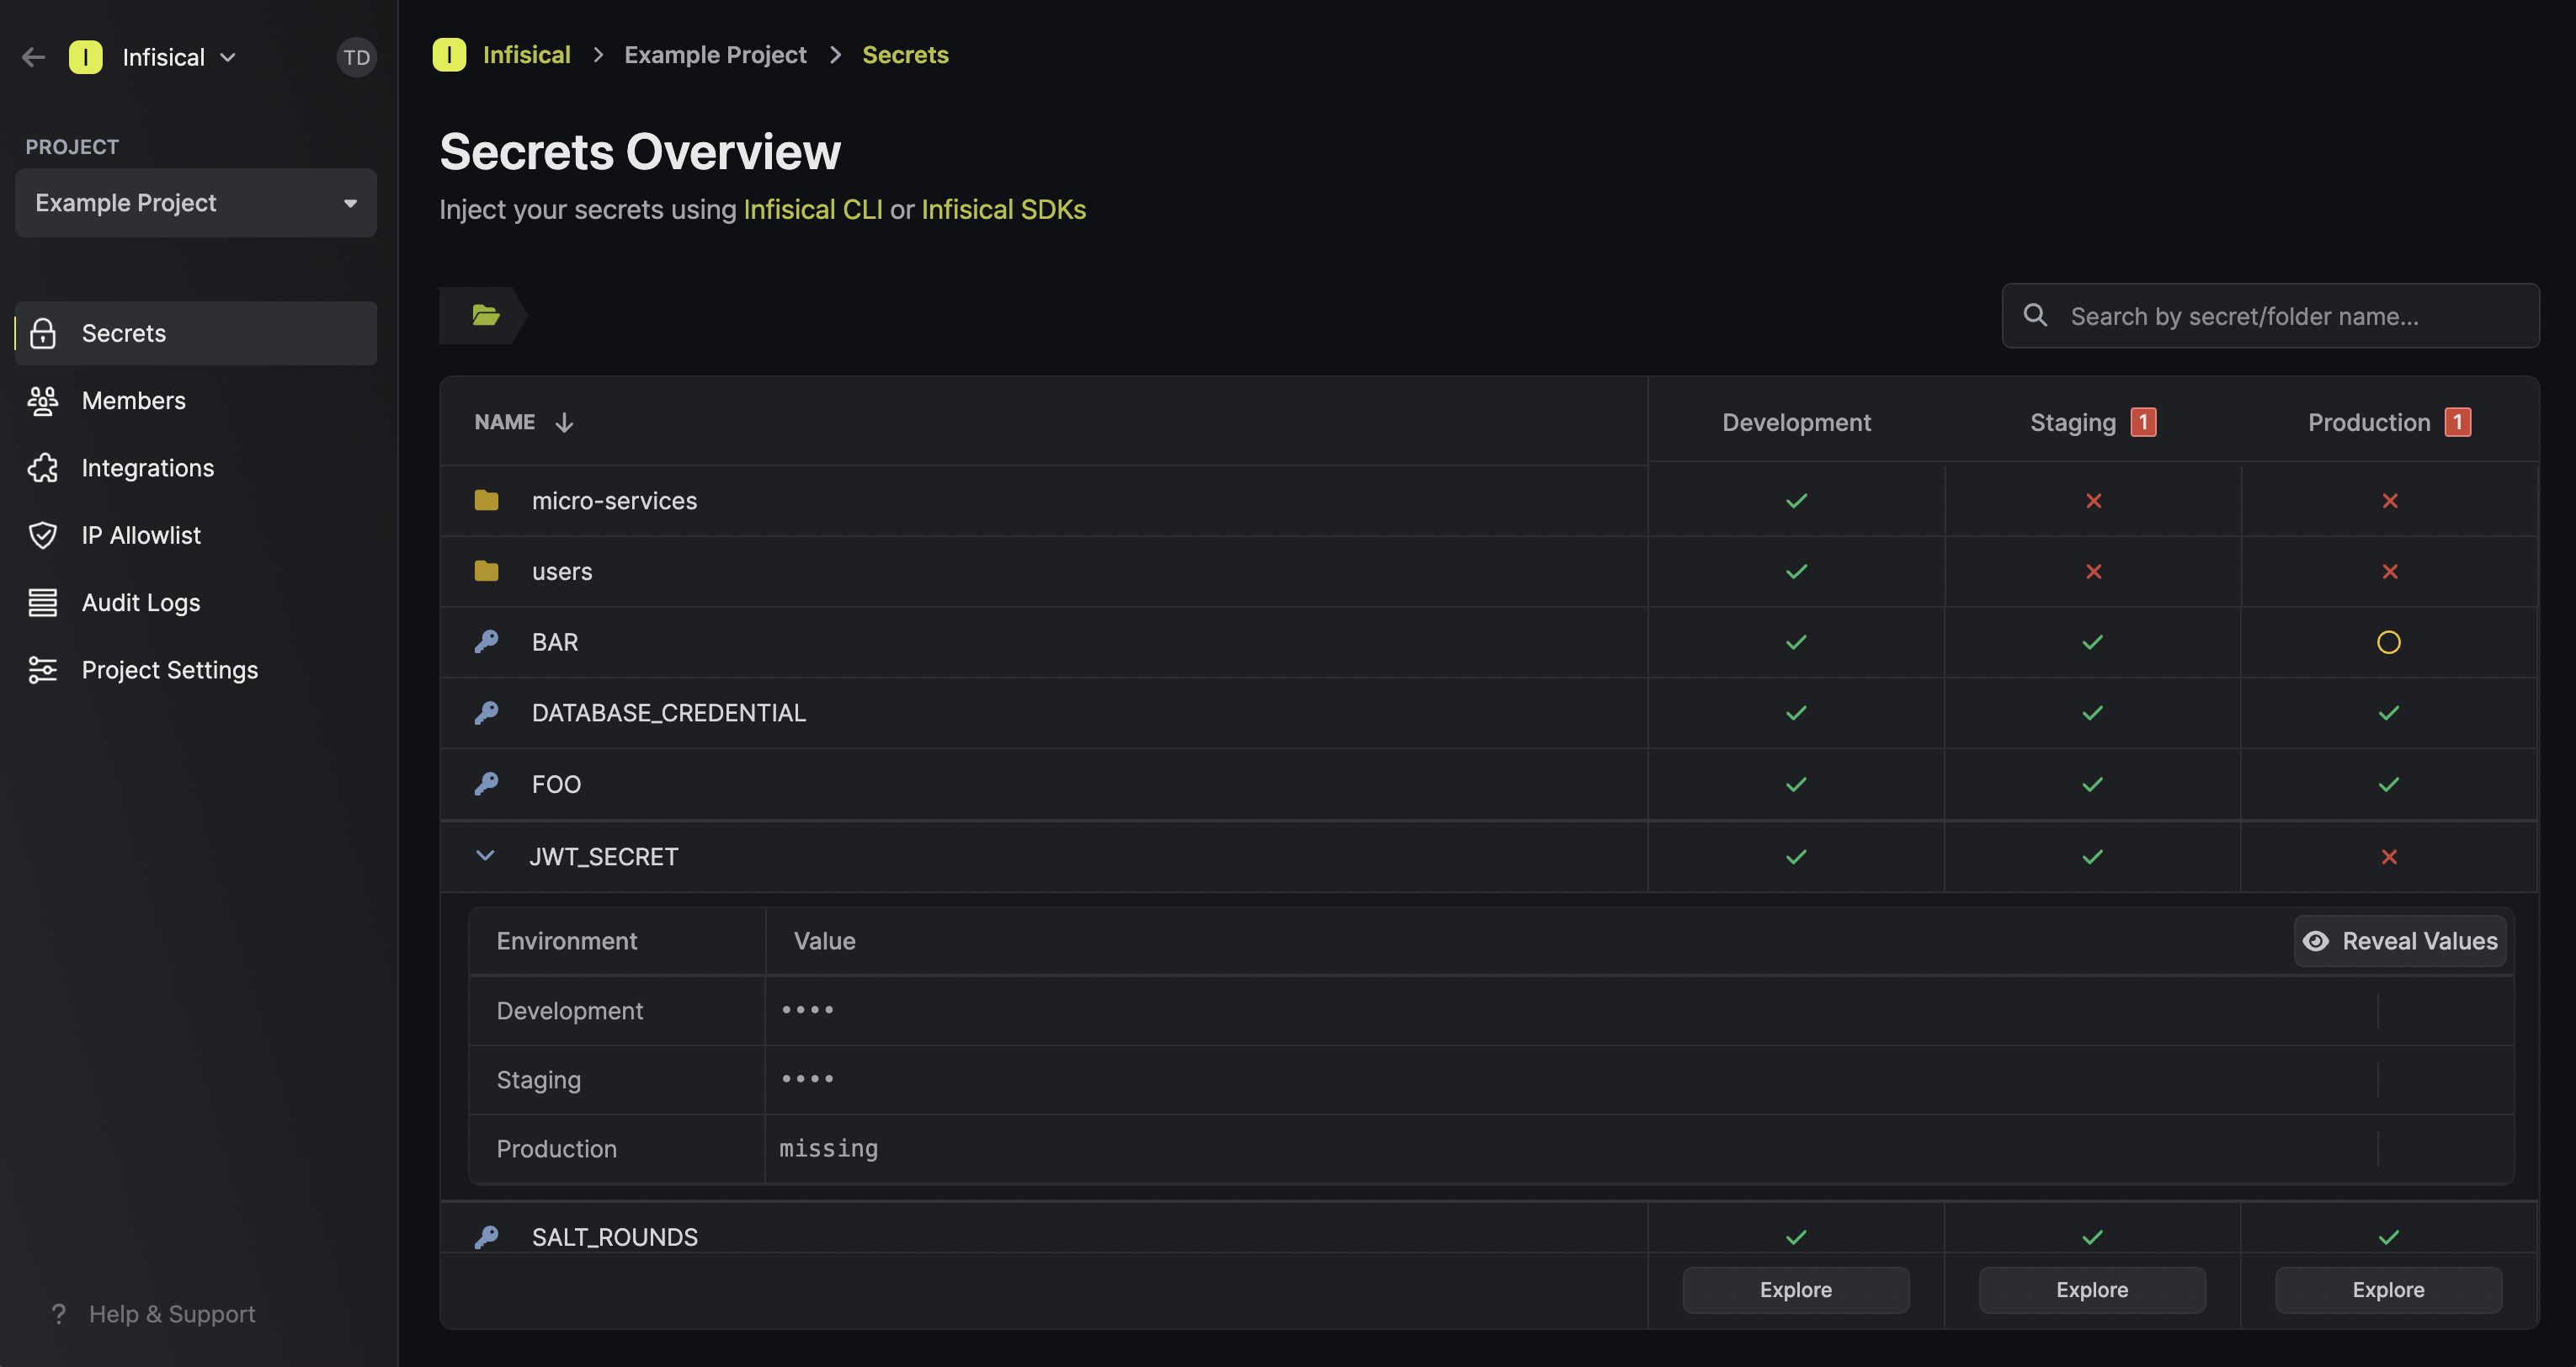 I Infisical TD
PROJECT
Example Project
Secrets
Members
Integrations
IP Allowlist
Audit Logs
Project Settings
? Help & Support
I Infisical > Example Project > Secrets
Secrets Overview
Inject your secrets using Infisical CLI or Infisical SDKs
Search by secret/folder name...
NAME Development Staging 1 Production 1
micro-services
users
BAR
DATABASE_CREDENTIAL
FOO
JWT_SECRET
Environment Value Reveal Values
Development ••••
Staging ••••
Production missing
SALT_ROUNDS
Explore Explore Explore